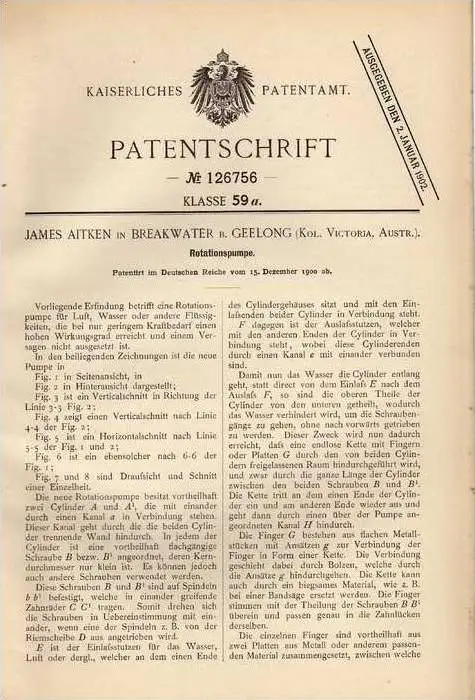 AUSGEGEBEN DEN 2. JANUAR 1902.
KAISERLICHES PATENTAMT.
PATENTSCHRIFT
— № 126756 —
KLASSE 59 a.
JAMES AITKEN IN BREAKWATER B. GEELONG (KOL. VICTORIA, AUSTR.).
Rotationspumpe.
Patentirt im Deutschen Reiche vom 15. Dezember 1900 ab.
Vorliegende Erfindung betrifft eine Rotations-
pumpe für Luft, Wasser oder andere Flüssig-
keiten, die bei nur geringem Kraftbedarf einen
hohen Wirkungsgrad erreicht und einem Ver-
sagen nicht ausgesetzt ist.
In den beiliegenden Zeichnungen ist die neue
Pumpe in
Fig. 1 in Seitenansicht, in
Fig. 2 in Hinteransicht dargestellt;
Fig. 3 ist ein Verticalschnitt in Richtung der
Linie 3-3 Fig. 2;
Fig. 4 zeigt einen Verticalschnitt nach Linie
4-4 der Fig. 2;
Fig. 5 ist ein Horizontalschnitt nach Linie
5-5 der Fig. 1 und 2;
Fig. 6 ist ein ebensolcher nach 6-6 der
Fig. 1;
Fig. 7 und 8 sind Draufsicht und Schnitt
einer Einzelheit.
Die neue Rotationspumpe besitzt vortheilhaft
zwei Cylinder A und A¹, die mit einander
durch einen Kanal a in Verbindung stehen.
Dieser Kanal geht durch die die beiden Cylin-
der trennende Wand hindurch. In jedem der
Cylinder ist eine vortheilhaft flachgängige
Schraube B bezw. B¹ angeordnet, deren Kern-
durchmesser nur klein ist. Es können jedoch
auch andere Schrauben verwendet werden.
Diese Schrauben B und B¹ sind auf Spindeln
b b¹ befestigt, welche in einander greifende
Zahnräder C C¹ tragen. Somit drehen sich
die Schrauben in Uebereinstimmung mit ein-
ander, wenn eine der Spindeln z. B. von der
Riemscheibe D aus angetrieben wird.
E ist der Einlaßstutzen für das Wasser,
Luft oder dergl., welcher an dem einen Ende
des Cylindergehäuses sitzt und mit den Ein-
laßenden beider Cylinder in Verbindung steht.
F dagegen ist der Auslaßstutzen, welcher
mit den anderen Enden der Cylinder in Ver-
bindung steht, wobei diese Cylinderenden
durch einen Kanal e mit einander verbunden
sind.
Damit nun das Wasser die Cylinder entlang
geht, statt direct von dem Einlaß E nach dem
Auslaß F, so sind die oberen Theile der
Cylinder von den unteren getheilt, wodurch
das Wasser verhindert wird, um die Schrauben-
gänge zu gehen, ohne nach vorwärts getrieben
zu werden. Dieser Zweck wird nun dadurch
erreicht, daß eine endlose Kette mit Fingern
oder Platten G durch den von beiden Cylin-
dern freigelassenen Raum hindurchgeführt wird,
und zwar durch die ganze Länge der Cylinder
zwischen den beiden Schrauben B und B¹.
Die Kette tritt an dem einen Ende der Cylin-
der ein und am anderen Ende wieder aus und
geht dann durch einen über der Pumpe an-
geordneten Kanal H hindurch.
Die Finger G bestehen aus flachen Metall-
stücken mit Ansätzen g zur Verbindung der
Finger in Form einer Kette. Die Verbindung
geschieht dabei durch Bolzen, welche durch
die Ansätze g hindurchgehen. Die Kette kann
auch durch ein biegsames Material, wie z. B.
bei einer Bandsäge ersetzt werden. Die Finger
stimmen mit der Theilung der Schrauben B B¹
überein und passen genau in die Zahnlücken
derselben.
Die einzelnen Finger sind vortheilhaft aus
zwei Platten aus Metall oder anderem passen-
den Material zusammengesetzt, zwischen welche